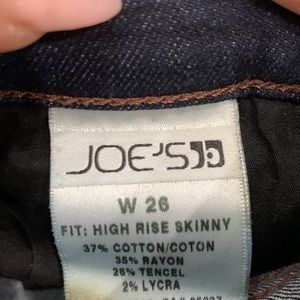 JOE'S
W 26
FIT: HIGH RISE SKINNY
37% COTTON/COTON
35% RAYON
26% TENCEL
2% LYCRA